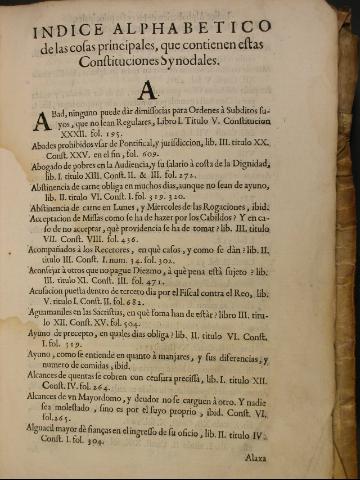 INDICE ALPHABETICO
de las cosas principales, que contienen estas
Constituciones Synodales.
A.
ABad, ninguno puede dàr dimissorias para Ordenes à Subditos su-
yos, que no sean Regulares, Libro I. Titulo V. Constitucion
XXXII. fol. 195.
Abades prohibidos vsar de Pontifical, y jurisdiccion, lib. III. titulo XX.
Const. XXV. en el fin, fol. 609.
Abogado de pobres en la Audiencia, y su salario à costa de la Dignidad,
lib. I. titulo XIII. Const. II. & III. fol. 272.
Abstinencia de carne obliga en muchos dias, aunque no sean de ayuno,
lib. II. titulo VI. Const. I. fol. 319. 320.
Abstinencia de carne en Lunes, y Miercoles de las Rogaciones, ibid.
Acceptacion de Missas como se ha de hazer por los Cabildos? Y en ca-
so de no acceptar, què providencia se ha de tomar? lib. III. titulo
VII. Const. VIII. fol. 436.
Acompañados à los Recetores, en què casos, y como se dàn? lib. II.
titulo III. Const. I. num. 34. fol. 302.
Aconsejar à otros que no pague Diezmo, à què pena està sujeto? lib.
III. titulo XI. Const. III. fol. 471.
Acusacion puesta dentro de tercero dia por el Fiscal contra el Reo, lib.
V. titulo I. Const. II. fol. 682.
Aguamaniles en las Sacristias, en què forma han de estàr? libro III. titu-
lo XII. Const. XV. fol. 504.
Ayuno de precepto, en quales dias obliga? lib. II. titulo VI. Const.
I. fol. 319.
Ayuno, como se entiende en quanto à manjares, y sus diferencias, y
numero de comidas, ibid.
Alcances de quentas se cobren con censura precissa, lib. I. titulo XII.
Const. IV. fol. 264.
Alcances de vn Mayordomo, y deudor no se carguen à otro. Y nadie
sea molestado, sino es por el suyo proprio, ibid. Const. VI.
fol. 265.
Alguacil mayor dè fianças en el ingresso de su oficio, lib. II. titulo IV.
Const. I. fol. 304.
Alaxa